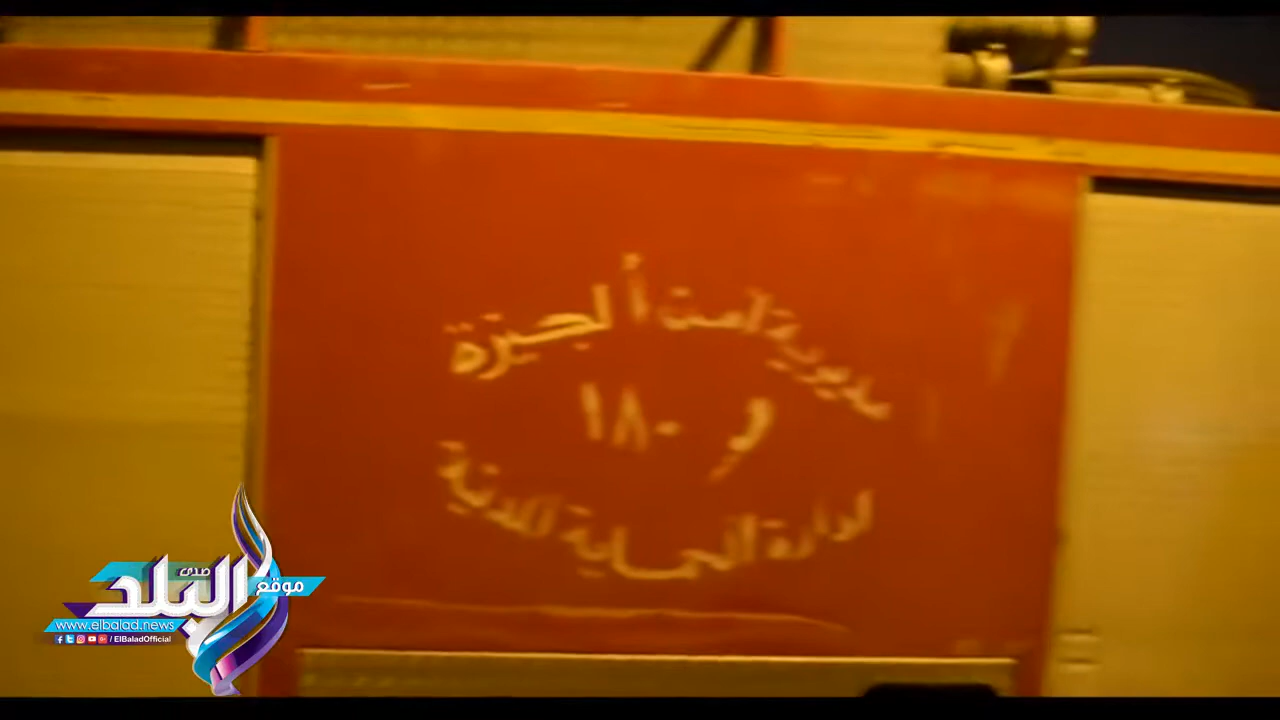 مديرية أمن الجيزة
و ١٨٠
إدارة الحماية المدنية
موقع
صدى
البلد
www.elbalad.news
/ ElBaladOfficial